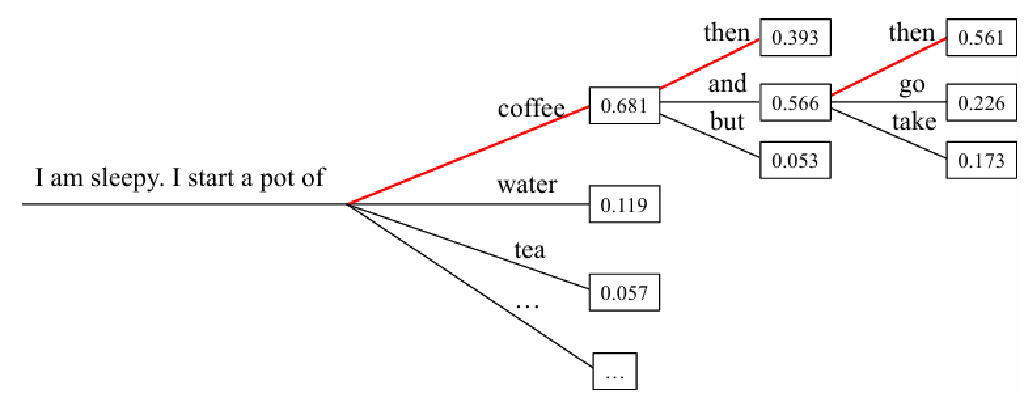 then 0.393 then 0.561
coffee 0.681 and 0.566 go 0.226
but 0.053 take 0.173
I am sleepy. I start a pot of
water 0.119
tea 0.057
...
...